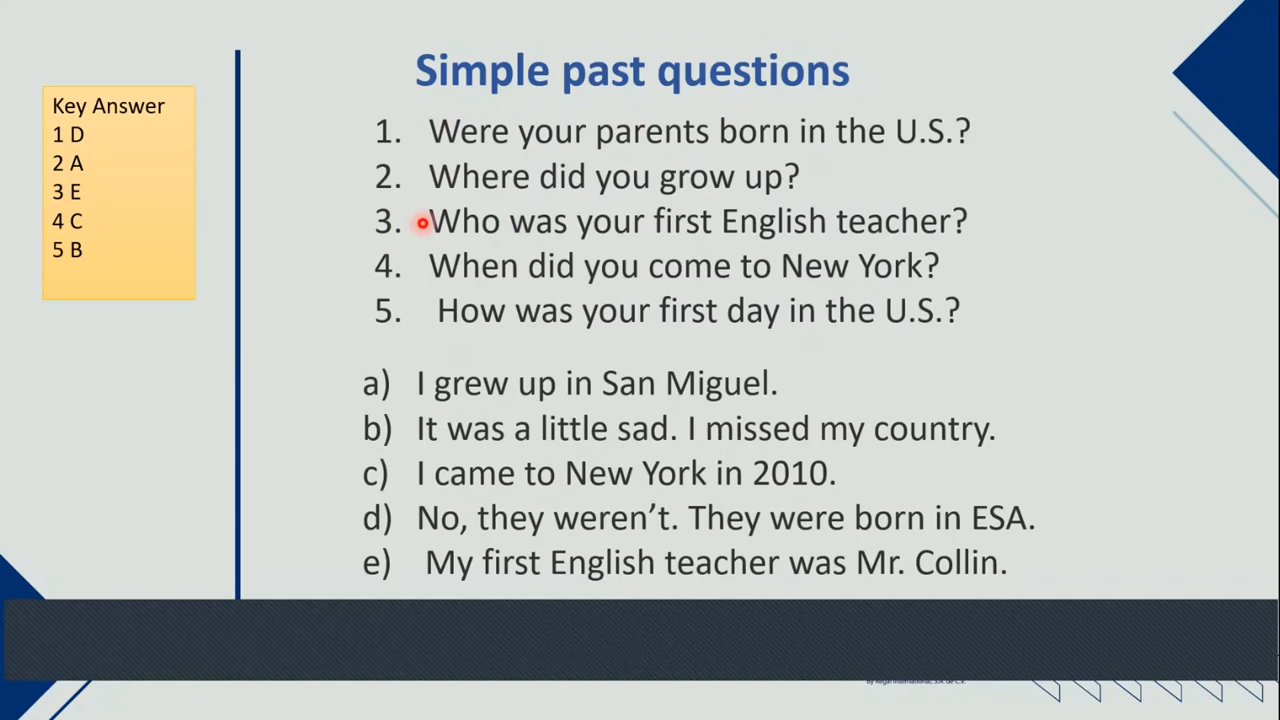 Simple past questions
Key Answer
1 D
2 A
3 E
4 C
5 B
1. Were your parents born in the U.S.?
2. Where did you grow up?
3. Who was your first English teacher?
4. When did you come to New York?
5. How was your first day in the U.S.?
a) I grew up in San Miguel.
b) It was a little sad. I missed my country.
c) I came to New York in 2010.
d) No, they weren’t. They were born in ESA.
e) My first English teacher was Mr. Collin.